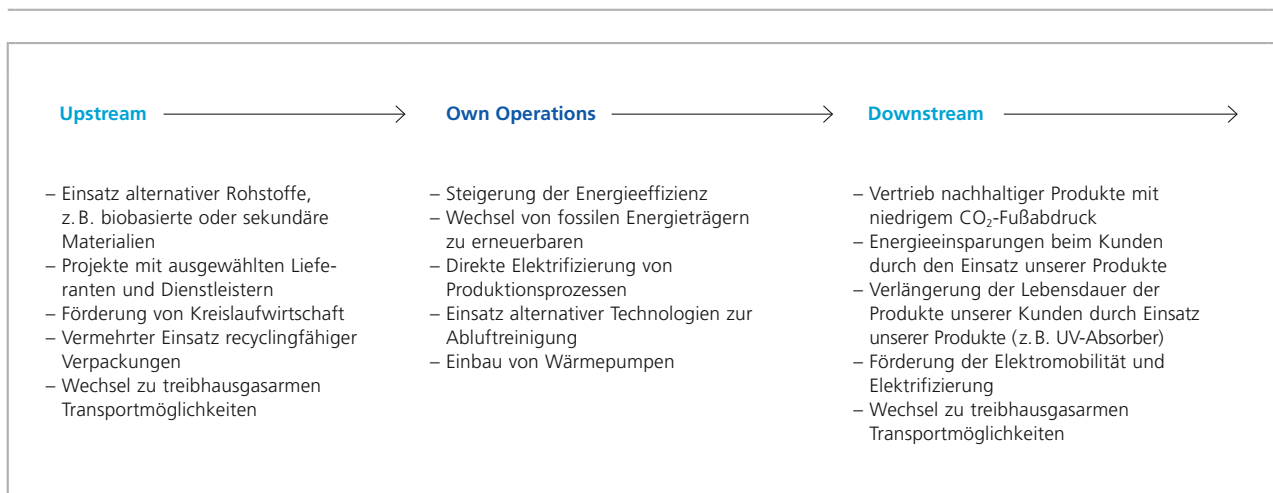 Upstream
– Einsatz alternativer Rohstoffe,
z. B. biobasierte oder sekundäre
Materialien
– Projekte mit ausgewählten Liefe-
ranten und Dienstleistern
– Förderung von Kreislaufwirtschaft
– Vermehrter Einsatz recyclingfähiger
Verpackungen
– Wechsel zu treibhausgasarmen
Transportmöglichkeiten
Own Operations
– Steigerung der Energieeffizienz
– Wechsel von fossilen Energieträgern
zu erneuerbaren
– Direkte Elektrifizierung von
Produktionsprozessen
– Einsatz alternativer Technologien zur
Abluftreinigung
– Einbau von Wärmepumpen
Downstream
– Vertrieb nachhaltiger Produkte mit
niedrigem CO₂-Fußabdruck
– Energieeinsparungen beim Kunden
durch den Einsatz unserer Produkte
– Verlängerung der Lebensdauer der
Produkte unserer Kunden durch Einsatz
unserer Produkte (z. B. UV-Absorber)
– Förderung der Elektromobilität und
Elektrifizierung
– Wechsel zu treibhausgasarmen
Transportmöglichkeiten